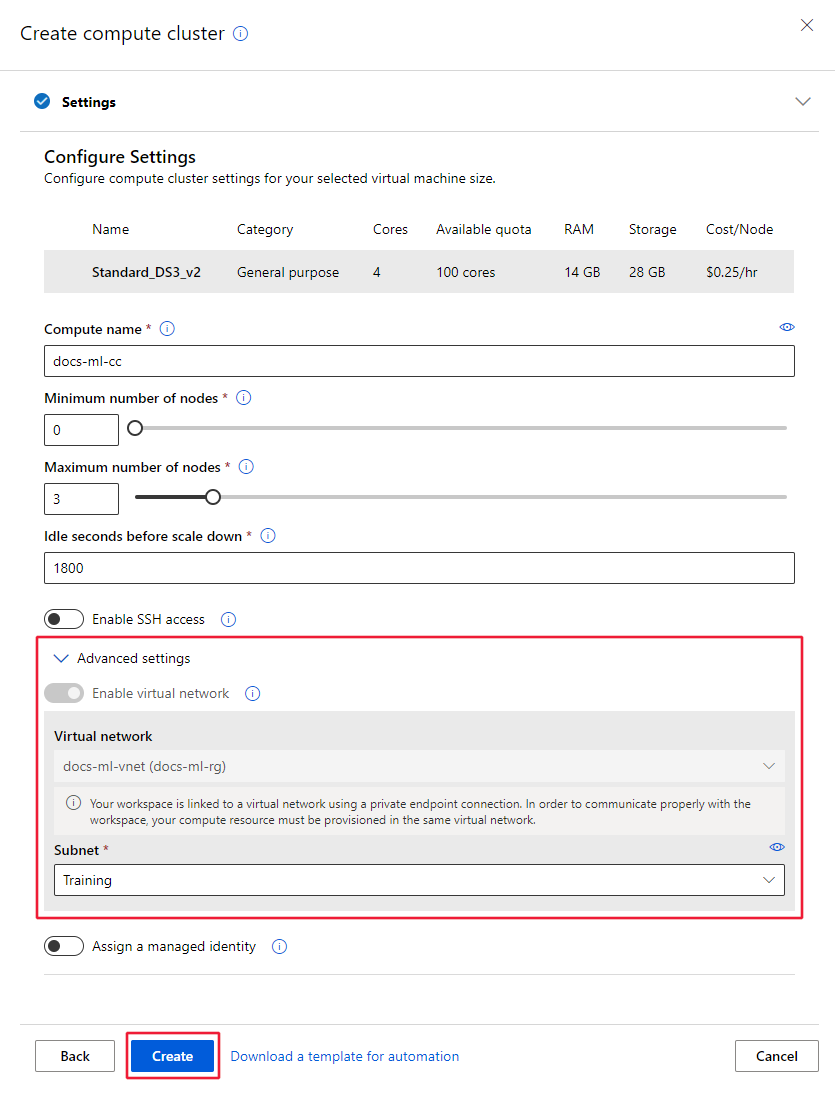 Create compute cluster
Settings
Configure Settings
Configure compute cluster settings for your selected virtual machine size.
Name Category Cores Available quota RAM Storage Cost/Node
Standard_DS3_v2 General purpose 4 100 cores 14 GB 28 GB $0.25/hr
Compute name *
docs-ml-cc
Minimum number of nodes *
0
Maximum number of nodes *
3
Idle seconds before scale down *
1800
Enable SSH access
Advanced settings
Enable virtual network
Virtual network
docs-ml-vnet (docs-ml-rg)
Your workspace is linked to a virtual network using a private endpoint connection. In order to communicate properly with the
workspace, your compute resource must be provisioned in the same virtual network.
Subnet *
Training
Assign a managed identity
Back Create Download a template for automation Cancel